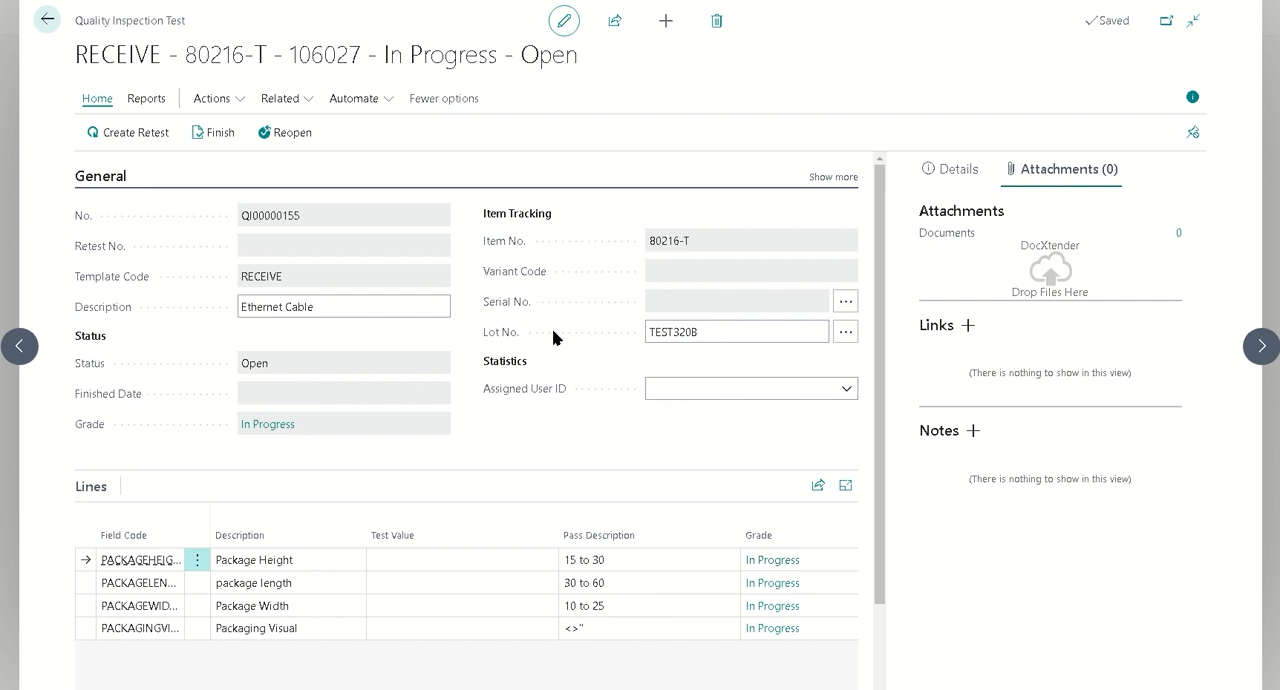 Quality Inspection Test
Saved
RECEIVE - 80216-T - 106027 - In Progress - Open
Home Reports Actions Related Automate Fewer options
Create Retest Finish Reopen
General Show more
No. QI00000155
Retest No.
Template Code RECEIVE
Description Ethernet Cable
Status
Status Open
Finished Date
Grade In Progress
Item Tracking
Item No. 80216-T
Variant Code
Serial No.
Lot No. TEST320B
Statistics
Assigned User ID
Lines
Field Code Description Test Value Pass Description Grade
PACKAGEHEIG... Package Height 15 to 30 In Progress
PACKAGELEN... package length 30 to 60 In Progress
PACKAGEWID... Package Width 10 to 25 In Progress
PACKAGINGVI... Packaging Visual <>'' In Progress
Details Attachments (0)
Attachments
Documents 0
DocXtender
Drop Files Here
Links
(There is nothing to show in this view)
Notes
(There is nothing to show in this view)